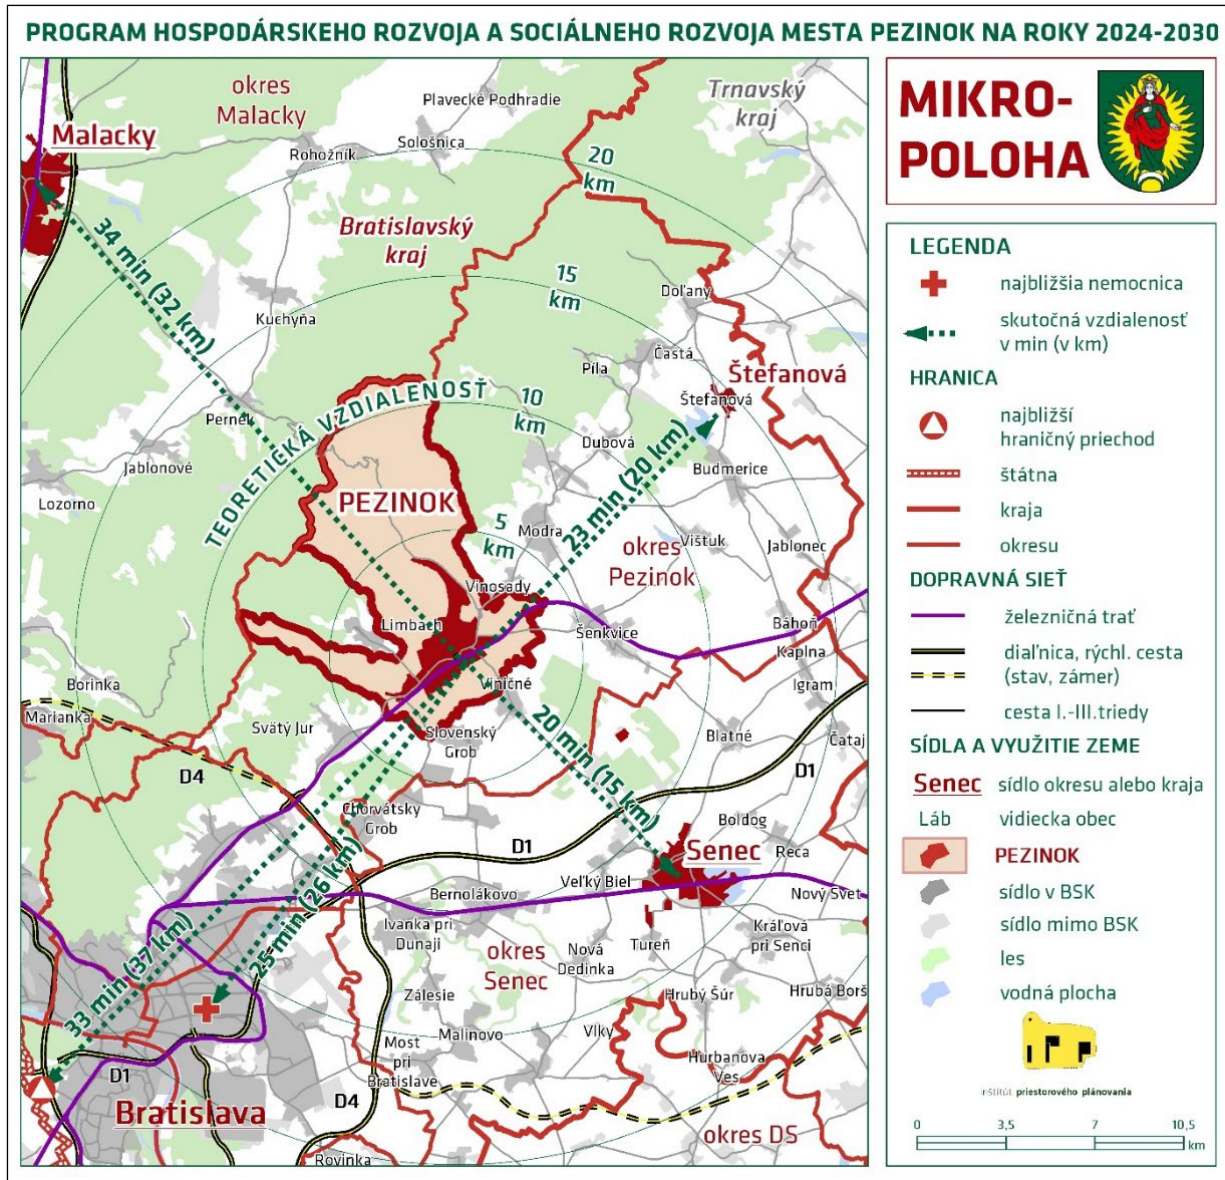 PROGRAM HOSPODÁRSKEHO ROZVOJA A SOCIÁLNEHO ROZVOJA MESTA PEZINOK NA ROKY 2024-2030
MIKRO-
POLOHA
okres
Malacky
Plavecké Podhradie
Trnavský
kraj
Malacky
Sološnica
Rohožník
20
km
34 min (32 km)
Bratislavský
kraj
15
km
Doľany
Kuchyňa
Častá
Píla
Štefanová
Štefanová
TEORETICKÁ VZDIALENOSŤ
10
km
Pernek
Dubová
Budmerice
Jablonové
23 min (20 km)
Lozorno
PEZINOK
5
km
Modra
okres
Pezinok
Vištuk
Jablonec
Vinosady
Limbach
Šenkvice
Báhoň
Kaplna
Borinka
Viničné
Igram
Marianka
Svätý Jur
Slovenský
Grob
20 min (15 km)
Blatné
Čataj
D4
D1
Chorvátsky
Grob
D1
Boldog
Senec
Reca
Veľký Biel
Bernolákovo
Nový Svet
25 min (26 km)
Ivanka pri
Dunaji
okres
Senec
Nová
Dedinka
Tureň
Kráľová
pri Senci
33 min (37 km)
Zálesie
Hrubý Šúr
Hrubá Borš
Malinovo
Vlky
Most
pri
Bratislave
Hurbanova
Ves
D1
D4
Bratislava
okres DS
Rovinka
LEGENDA
najbližšia nemocnica
skutočná vzdialenosť
v min (v km)
HRANICA
najbližší
hraničný priechod
štátna
kraja
okresu
DOPRAVNÁ SIEŤ
železničná trať
diaľnica, rýchl. cesta
(stav, zámer)
cesta I.-III.triedy
SÍDLA A VYUŽITIE ZEME
Senec sídlo okresu alebo kraja
Láb vidiecka obec
PEZINOK
sídlo v BSK
sídlo mimo BSK
les
vodná plocha
inštitút priestorového plánovania
0 3,5 7 10,5
km